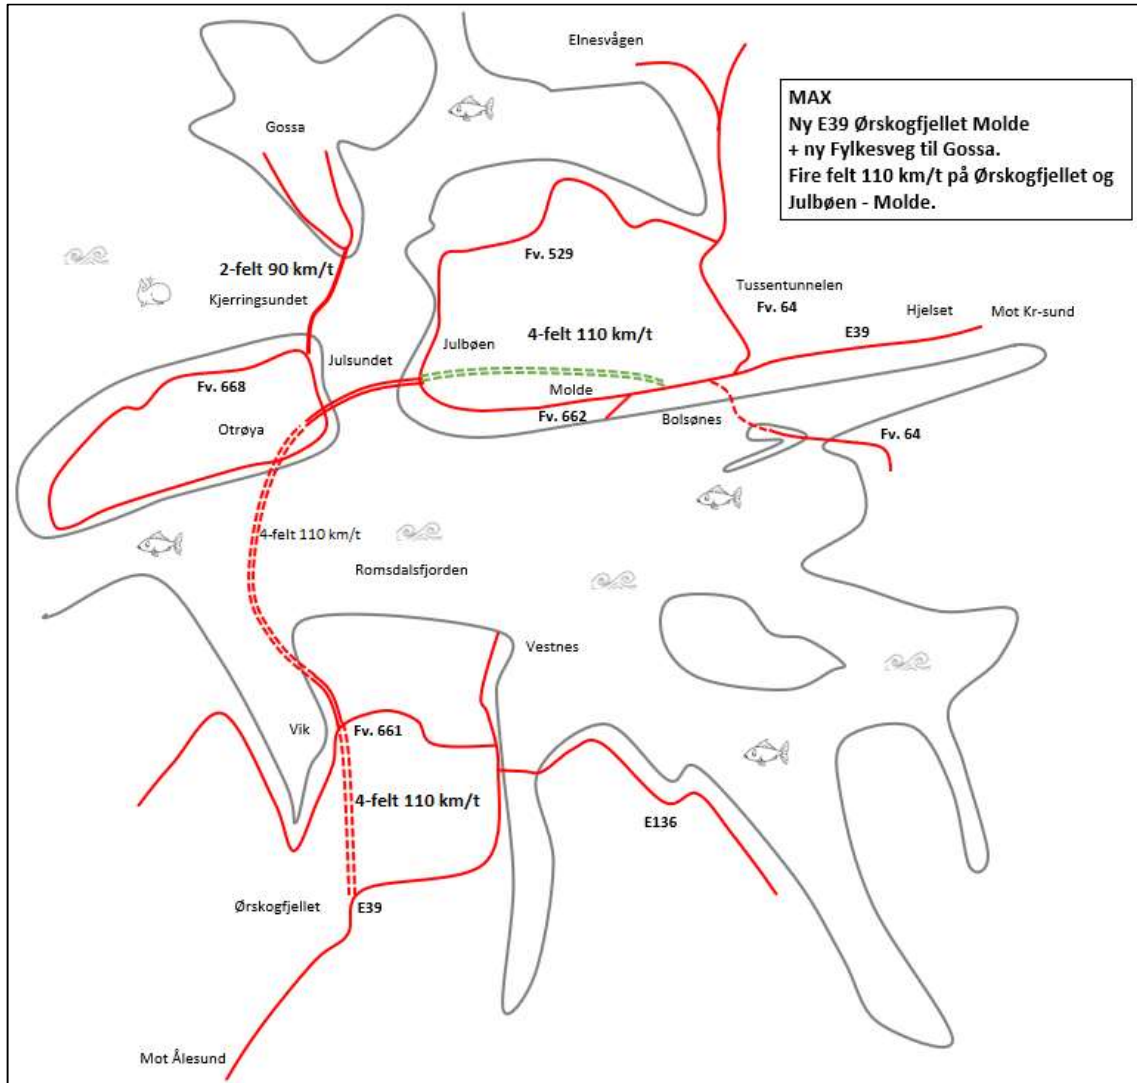 Elnesvågen
MAX
Ny E39 Ørskogfjellet Molde
+ ny Fylkesveg til Gossa.
Fire felt 110 km/t på Ørskogfjellet og
Julbøen - Molde.
Gossa
Fv. 529
2-felt 90 km/t
Kjerringsundet
Tussentunnelen
Fv. 64
Hjelset
Mot Kr-sund
E39
4-felt 110 km/t
Julbøen
Julsundet
Fv. 668
Molde
Otrøya
Fv. 662
Bolsønes
Fv. 64
4-felt 110 km/t
Romsdalsfjorden
Vestnes
Vik
Fv. 661
4-felt 110 km/t
E136
Ørskogfjellet
E39
Mot Ålesund